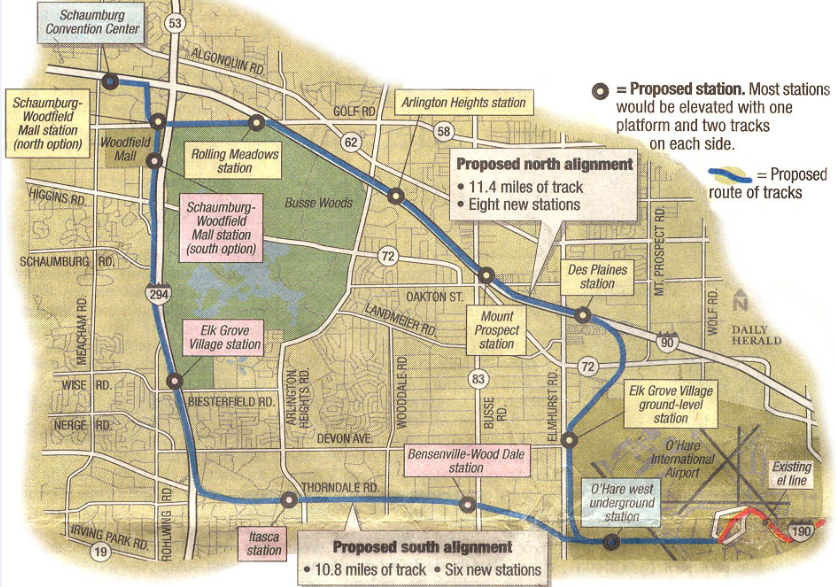 Schaumburg
Convention Center
53
ALGONQUIN RD.
Schaumburg-
Woodfield
Mall station
(north option)
Woodfield
Mall
Rolling Meadows
station
GOLF RD
62
58
Arlington Heights station
= Proposed station. Most stations
would be elevated with one
platform and two tracks
on each side.
= Proposed
route of tracks
Proposed north alignment
• 11.4 miles of track
• Eight new stations
HIGGINS RD.
Schaumburg-
Woodfield
Mall station
(south option)
Busse Woods
SCHAUMBURG RD.
72
MT. PROSPECT RD.
Des Plaines
station
294
MEACHAM RD.
OAKTON ST.
LANDMEIER RD.
Mount
Prospect
station
WOLF RD.
N
DAILY
HERALD
90
Elk Grove
Village station
72
WISE RD.
BIESTERFIELD RD.
ARLINGTON
HEIGHTS RD.
WOODDALE RD.
83
BUSSE
RD.
ELMHURST RD.
Elk Grove Village
ground-level
station
NERGE RD.
DEVON AVE.
O'Hare
International
Airport
Bensenville-Wood Dale
station
Existing
el line
THORNDALE RD.
O'Hare west
underground
station
190
ROHLWING RD
IRVING PARK RD.
19
Itasca
station
Proposed south alignment
• 10.8 miles of track • Six new stations